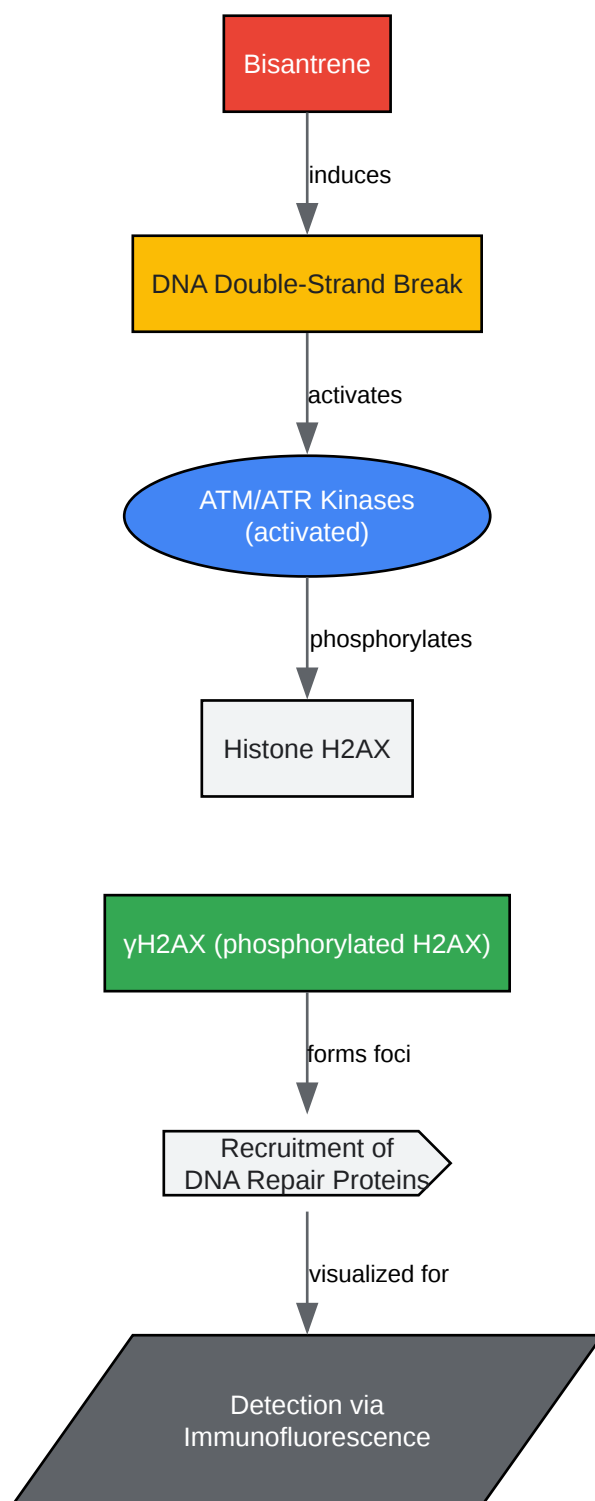 Bisantrene
induces
DNA Double-Strand Break
activates
ATM/ATR Kinases
(activated)
phosphorylates
Histone H2AX
γH2AX (phosphorylated H2AX)
forms foci
Recruitment of
DNA Repair Proteins
visualized for
Detection via
Immunofluorescence